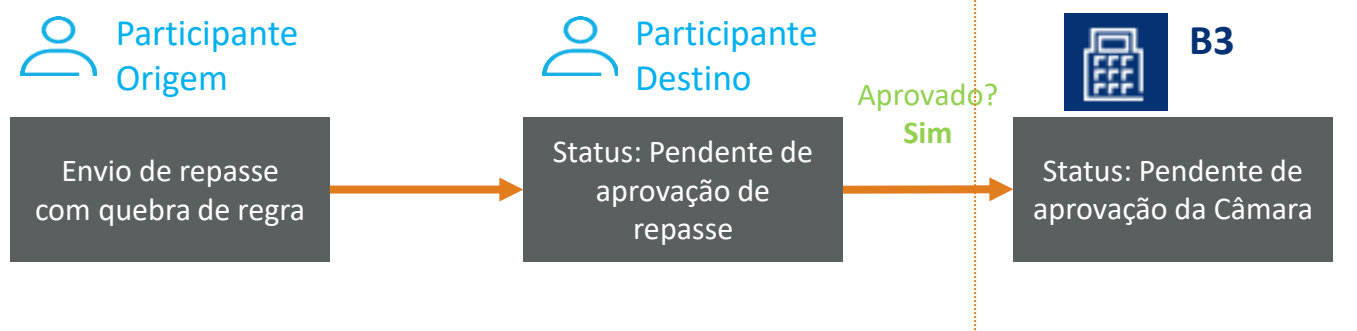 Participante
Origem
Envio de repasse
com quebra de regra
Participante
Destino
Status: Pendente de
aprovação de
repasse
Aprovado?
Sim
B3
Status: Pendente de
aprovação da Câmara